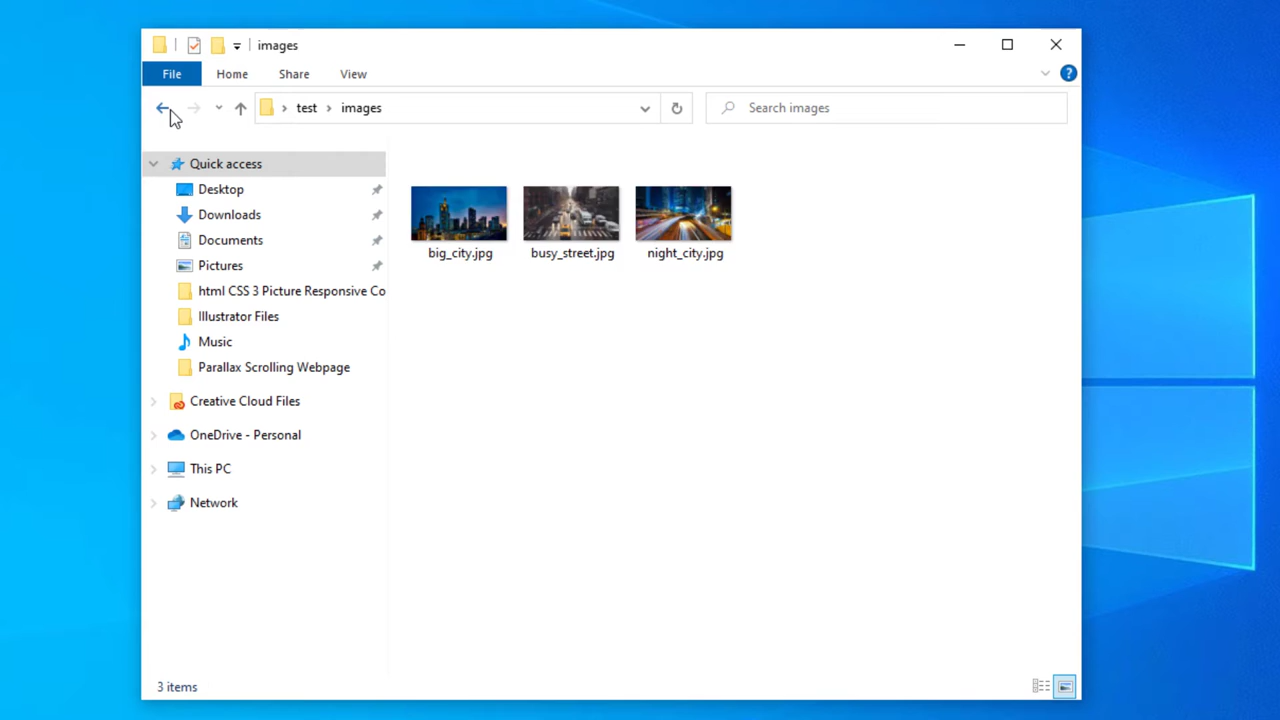 images
File Home Share View
test images
Search images
Quick access
Desktop
Downloads
Documents
Pictures
html CSS 3 Picture Responsive Co
Illustrator Files
Music
Parallax Scrolling Webpage
Creative Cloud Files
OneDrive - Personal
This PC
Network
big_city.jpg busy_street.jpg night_city.jpg
3 items